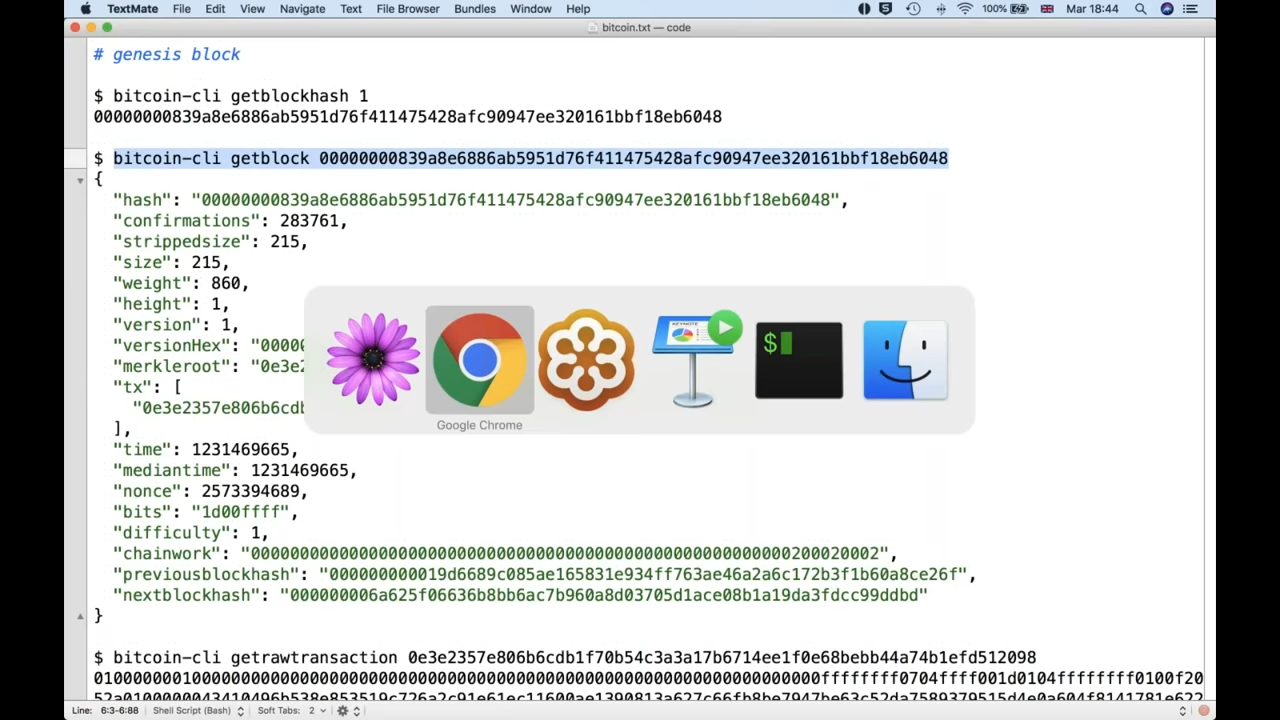 TextMate File Edit View Navigate Text File Browser Bundles Window Help 5 100% Mar 18:44
bitcoin.txt — code
# genesis block
$ bitcoin-cli getblockhash 1
00000000839a8e6886ab5951d76f411475428afc90947ee320161bbf18eb6048
$ bitcoin-cli getblock 00000000839a8e6886ab5951d76f411475428afc90947ee320161bbf18eb6048
{
"hash": "00000000839a8e6886ab5951d76f411475428afc90947ee320161bbf18eb6048",
"confirmations": 283761,
"strippedsize": 215,
"size": 215,
"weight": 860,
"height": 1,
"version": 1,
"versionHex": "0000
"merkleroot": "0e3e2
"tx": [
"0e3e2357e806b6cdb
],
"time": 1231469665,
"mediantime": 1231469665,
"nonce": 2573394689,
"bits": "1d00ffff",
"difficulty": 1,
"chainwork": "0000000000000000000000000000000000000000000000000000000200020002",
"previousblockhash": "000000000019d6689c085ae165831e934ff763ae46a2a6c172b3f1b60a8ce26f",
"nextblockhash": "000000006a625f06636b8bb6ac7b960a8d03705d1ace08b1a19da3fdcc99ddbd"
}
KEYNOTE
$
Google Chrome
$ bitcoin-cli getrawtransaction 0e3e2357e806b6cdb1f70b54c3a3a17b6714ee1f0e68bebb44a74b1efd512098
01000000010000000000000000000000000000000000000000000000000000000000000000ffffffff0704ffff001d0104ffffffff0100f20
52a0100000043410496b538e853519c726a2c91e61ec11600ae1390813a627c66fb8be7947be63c52da7589379515d4e0a604f8141781e622
Line: 6:3-6:88 Shell Script (Bash) Soft Tabs: 2